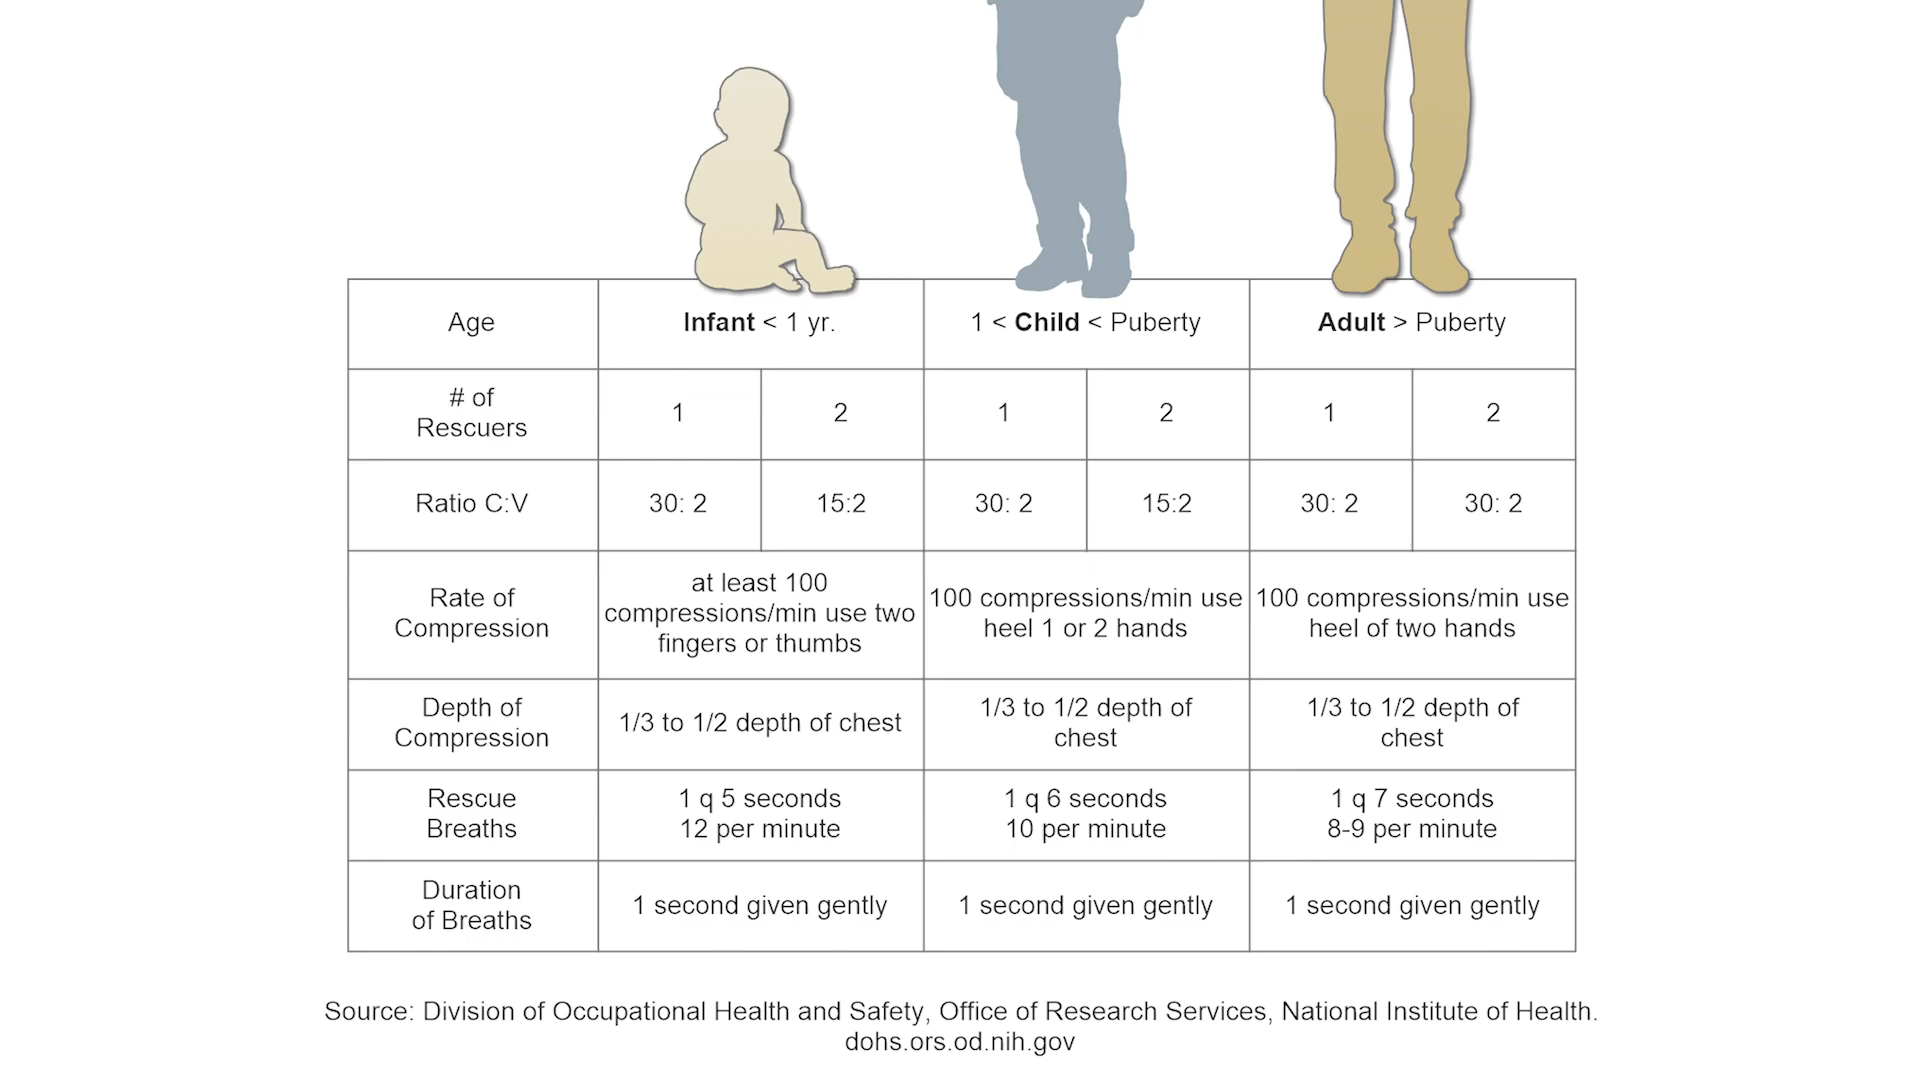 Age
Infant < 1 yr.
1 < Child < Puberty
Adult > Puberty
# of
Rescuers
1
2
1
2
1
2
Ratio C:V
30: 2
15:2
30: 2
15:2
30: 2
30: 2
Rate of
Compression
at least 100
compressions/min use two
fingers or thumbs
100 compressions/min use
heel 1 or 2 hands
100 compressions/min use
heel of two hands
Depth of
Compression
1/3 to 1/2 depth of chest
1/3 to 1/2 depth of
chest
1/3 to 1/2 depth of
chest
Rescue
Breaths
1 q 5 seconds
12 per minute
1 q 6 seconds
10 per minute
1 q 7 seconds
8-9 per minute
Duration
of Breaths
1 second given gently
1 second given gently
1 second given gently
Source: Division of Occupational Health and Safety, Office of Research Services, National Institute of Health.
dohs.ors.od.nih.gov